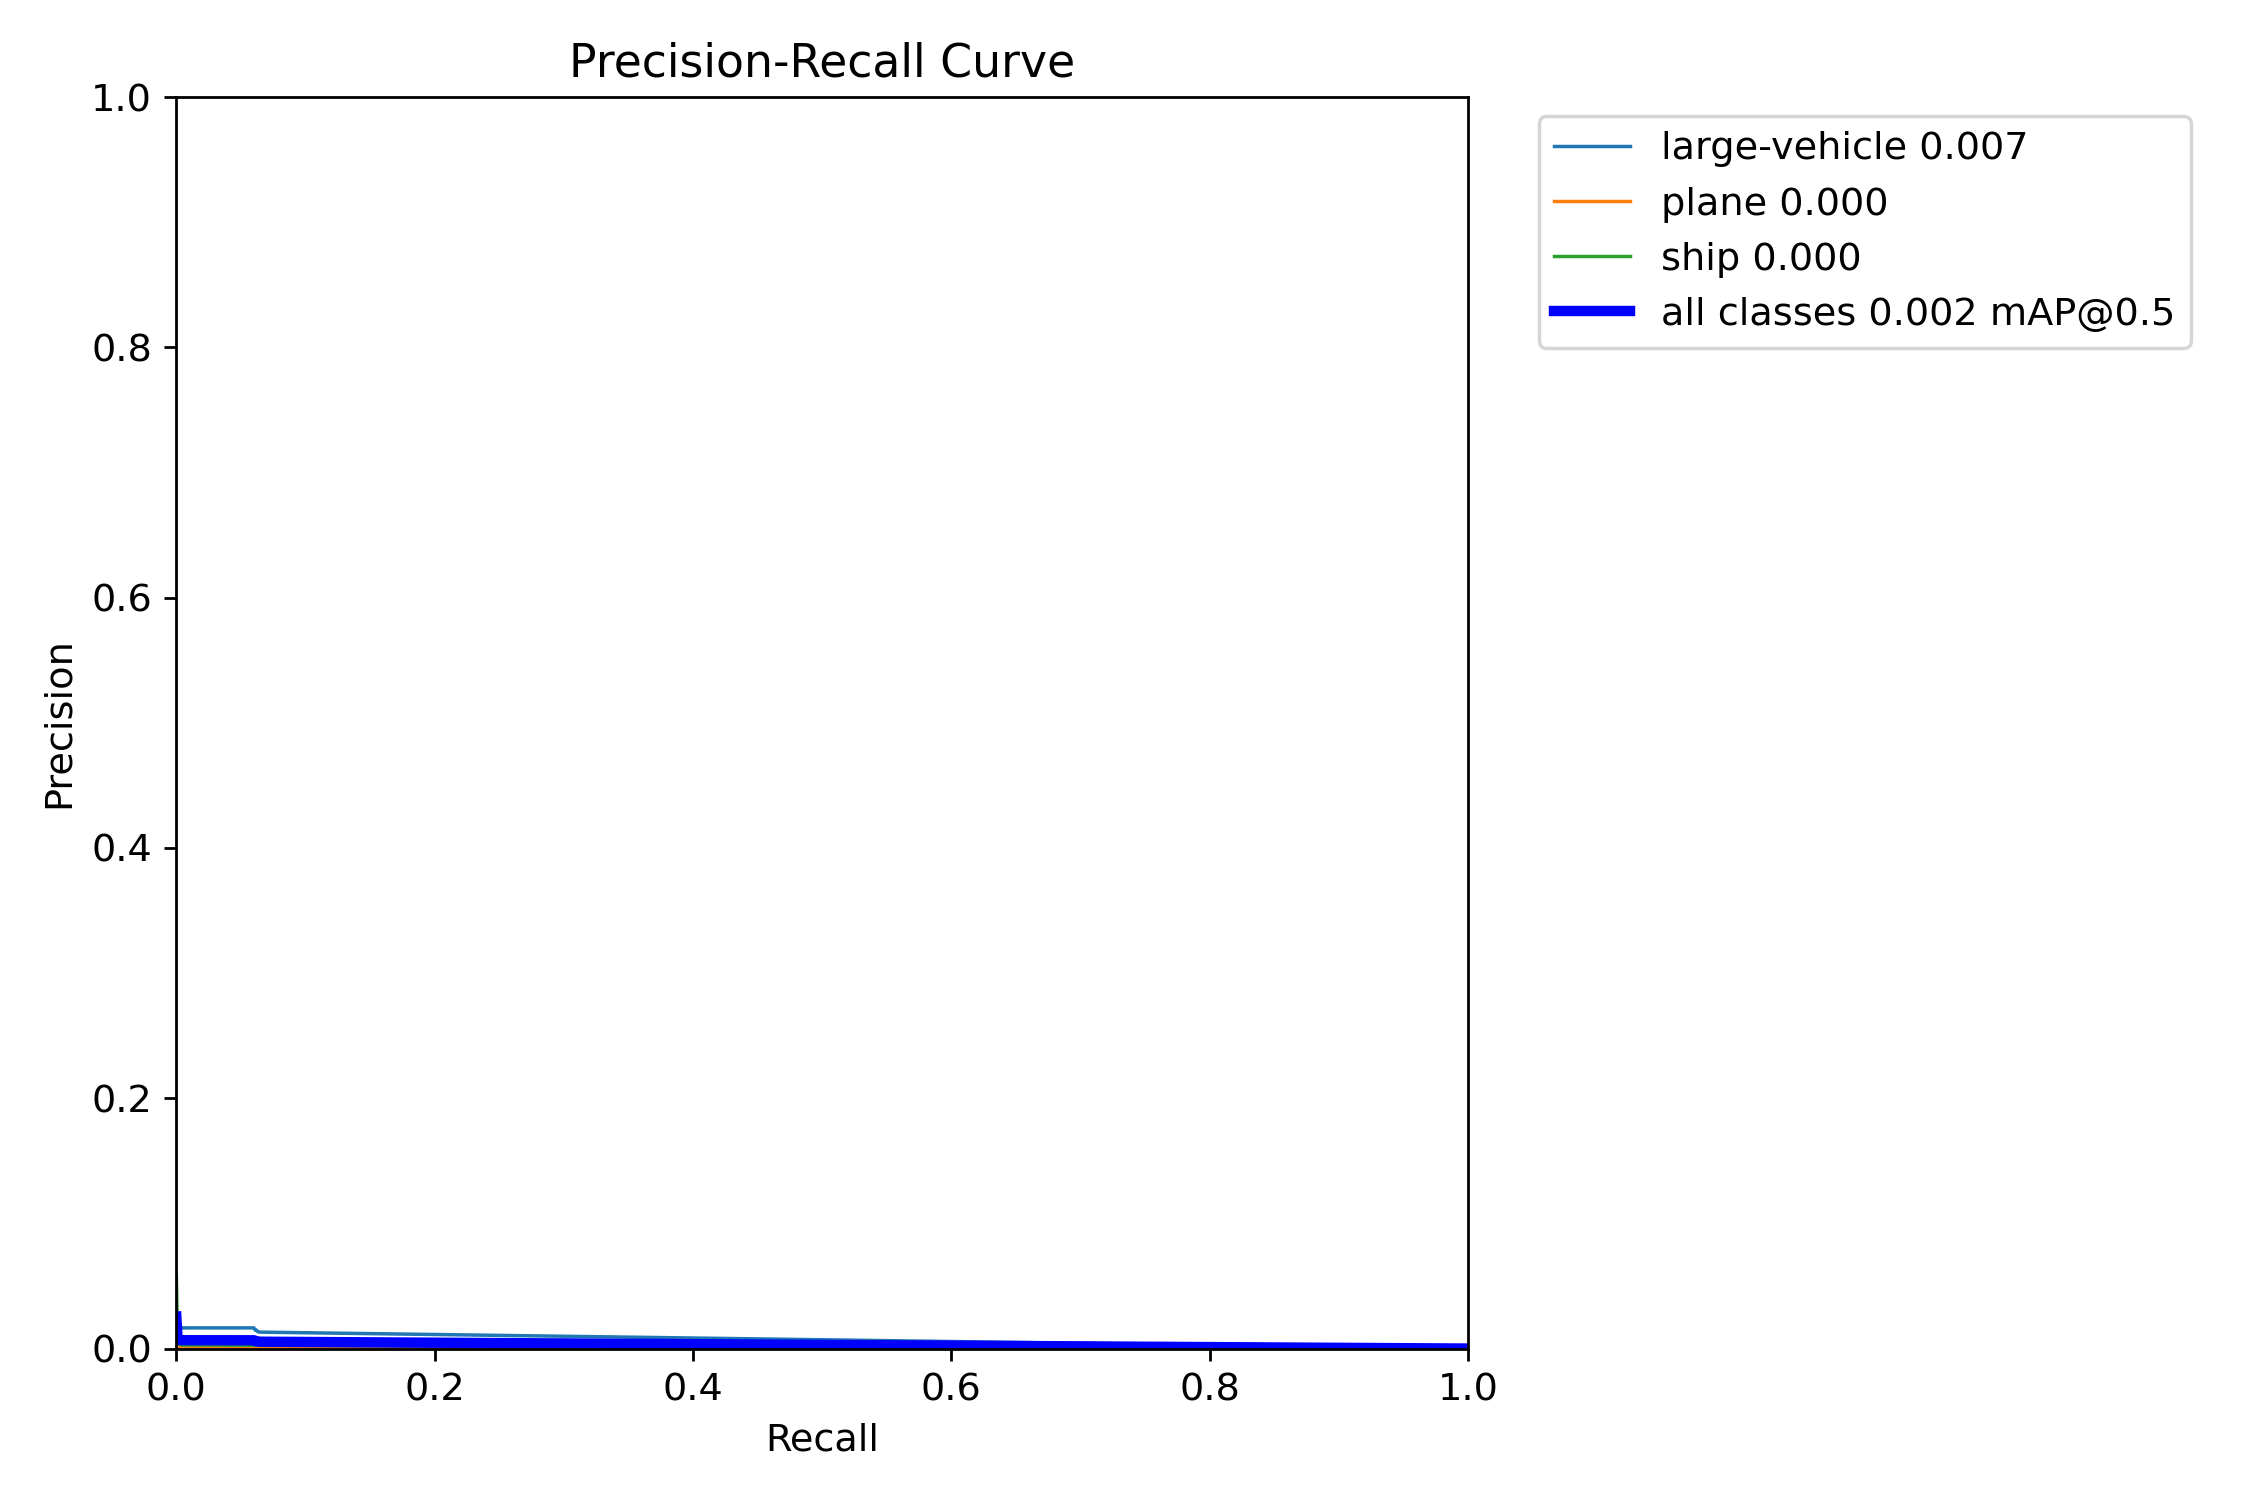 Precision-Recall Curve
1.0
0.8
0.6
0.4
0.2
0.0
Precision
0.0 0.2 0.4 0.6 0.8 1.0
Recall
large-vehicle 0.007
plane 0.000
ship 0.000
all classes 0.002 mAP@0.5